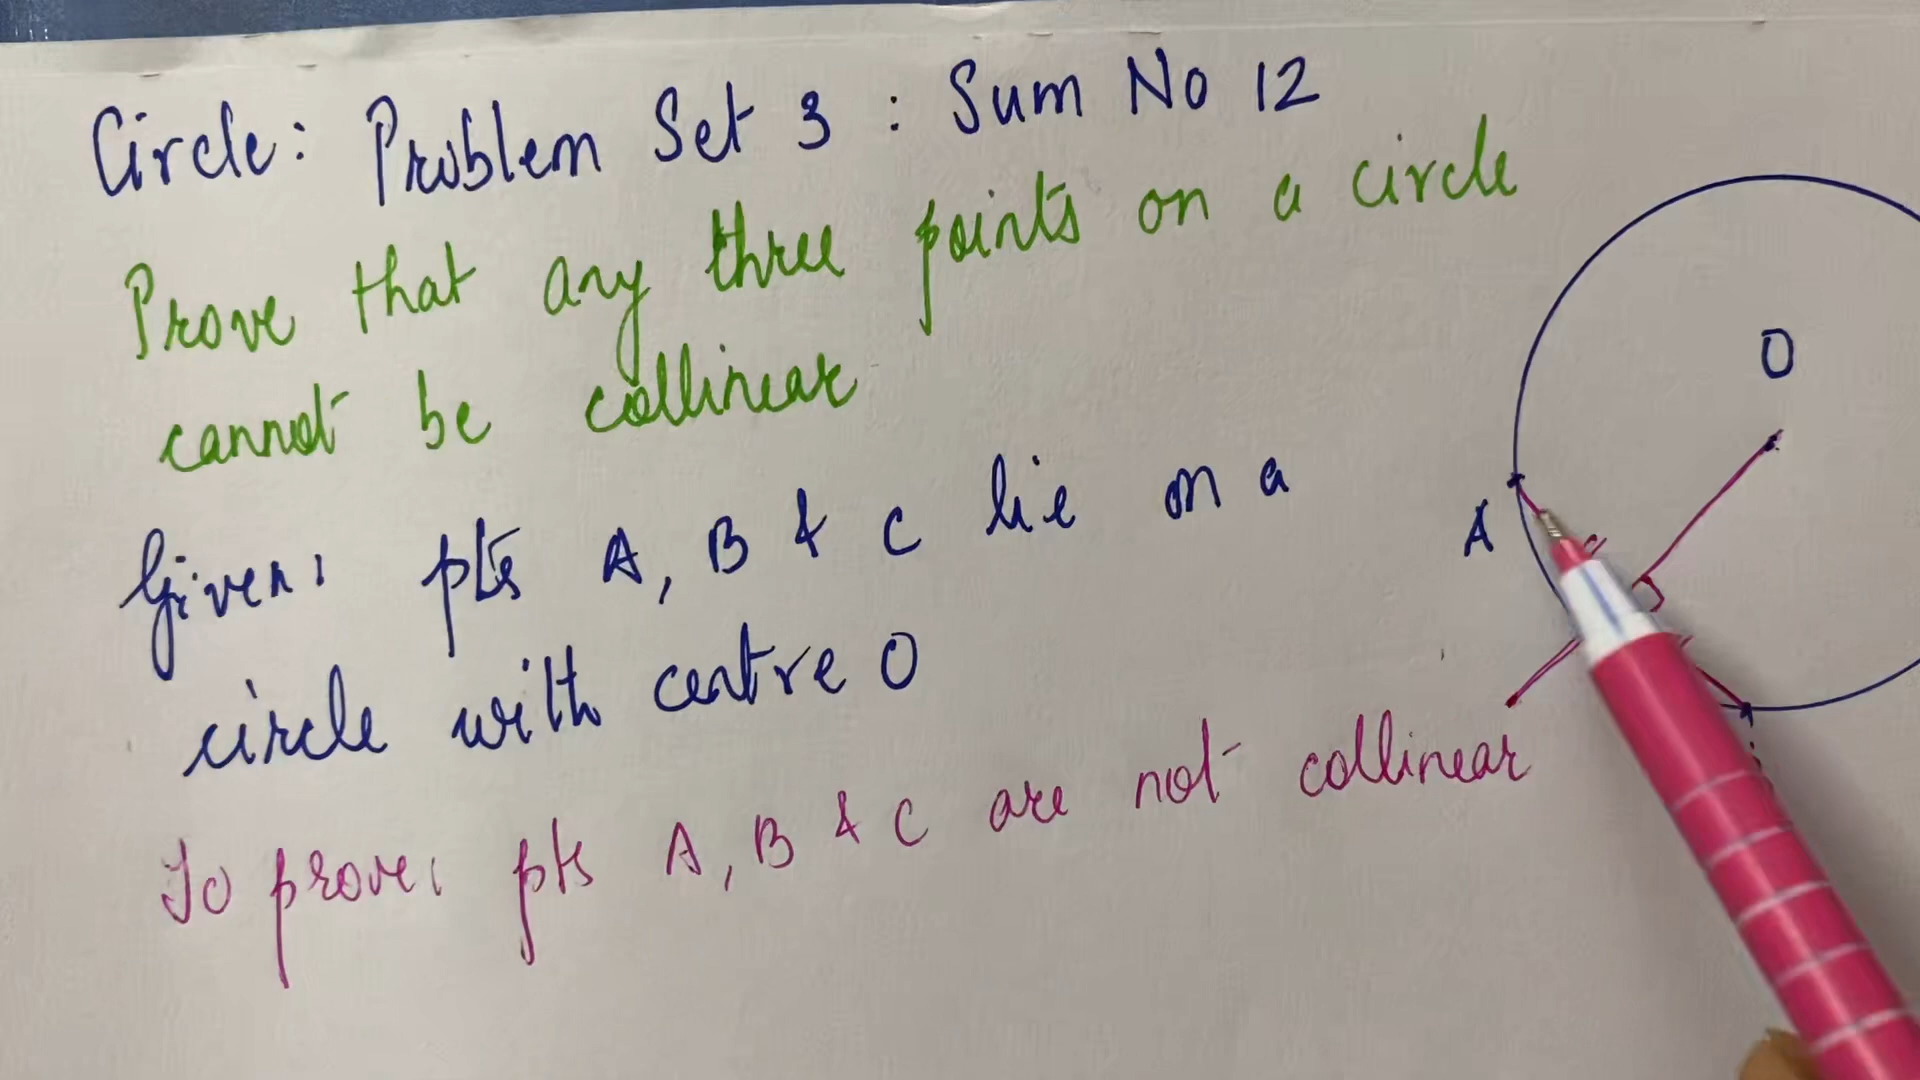 Circle: Problem Set 3 : Sum No 12
Prove that any three points on a circle
cannot be collinear
Given: pts A, B & C lie on a
circle with centre O
To prove: pts A, B & C are not collinear
O
A